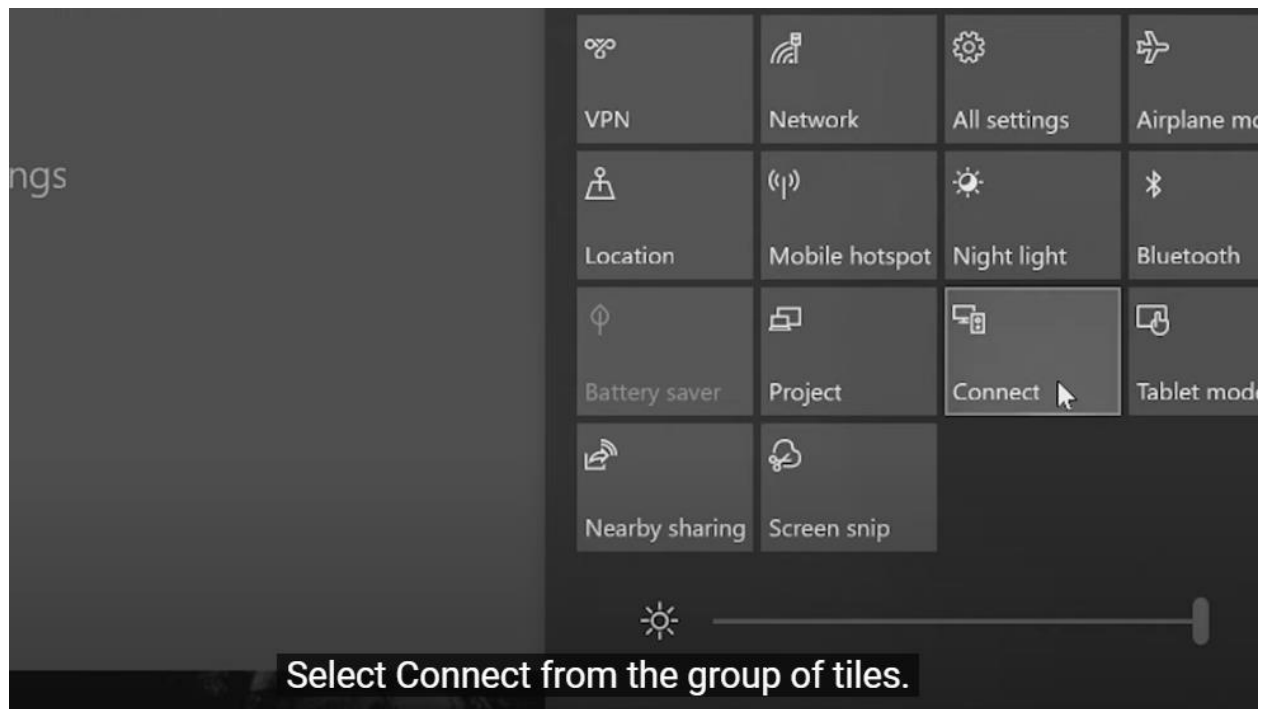 VPN Network All settings Airplane mo
ngs
Location Mobile hotspot Night light Bluetooth
Battery saver Project Connect Tablet mode
Nearby sharing Screen snip
Select Connect from the group of tiles.